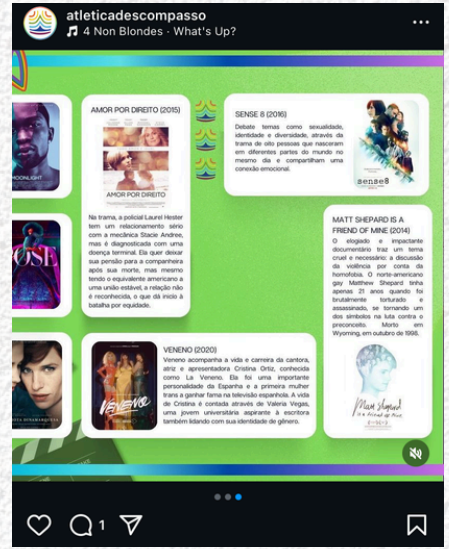 atleticadescompasso
4 Non Blondes · What's Up?
MOONLIGHT
POSE
AMOR POR DIREITO (2015)
AMOR POR DIREITO
Na trama, a policial Laurel Hester
tem um relacionamento sério
com a mecânica Stacie Andree,
mas é diagnosticada com uma
doença terminal. Ela quer deixar
sua pensão para a companheira
após sua morte, mas mesmo
tendo o equivalente americano a
uma união estável, a relação não
é reconhecida, o que dá início à
batalha por equidade.
SENSE 8 (2016)
Debate temas como sexualidade,
identidade e diversidade, através da
trama de oito pessoas que nasceram
em diferentes partes do mundo no
mesmo dia e compartilham uma
conexão emocional.
sense8
MATT SHEPARD IS A
FRIEND OF MINE (2014)
O elogiado e impactante
documentário traz um tema
cruel e necessário: a discussão
da violência por conta da
homofobia. O norte-americano
gay Matthew Shepard tinha
apenas 21 anos quando foi
brutalmente torturado e
assassinado, se tornando um
dos símbolos na luta contra o
preconceito. Morto em
Wyoming, em outubro de 1998.
Matt Shepard
is a friend of mine
VENENO (2020)
Veneno acompanha a vida e carreira da cantora,
atriz e apresentadora Cristina Ortiz, conhecida
como La Veneno. Ela foi uma importante
personalidade da Espanha e a primeira mulher
trans a ganhar fama na televisão espanhola. A vida
de Cristina é contada através de Valeria Vegas,
uma jovem universitária aspirante à escritora
também lidando com sua identidade de gênero.
VENENO
1